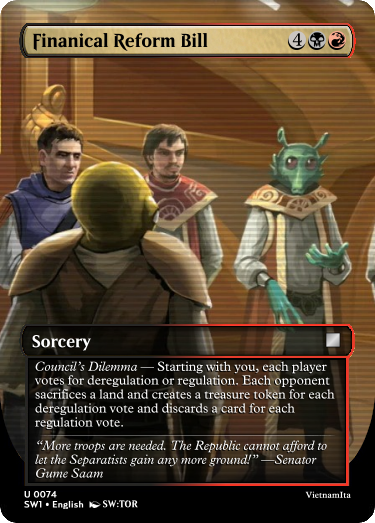 Finanical Reform Bill 4
Sorcery
Council's Dilemma — Starting with you, each player
votes for deregulation or regulation. Each opponent
sacrifices a land and creates a treasure token for each
deregulation vote and discards a card for each
regulation vote.
“More troops are needed. The Republic cannot afford to
let the Separatists gain any more ground!” —Senator
Gume Saam
U 0074
SW1 • English SW:TOR
VietnamIta